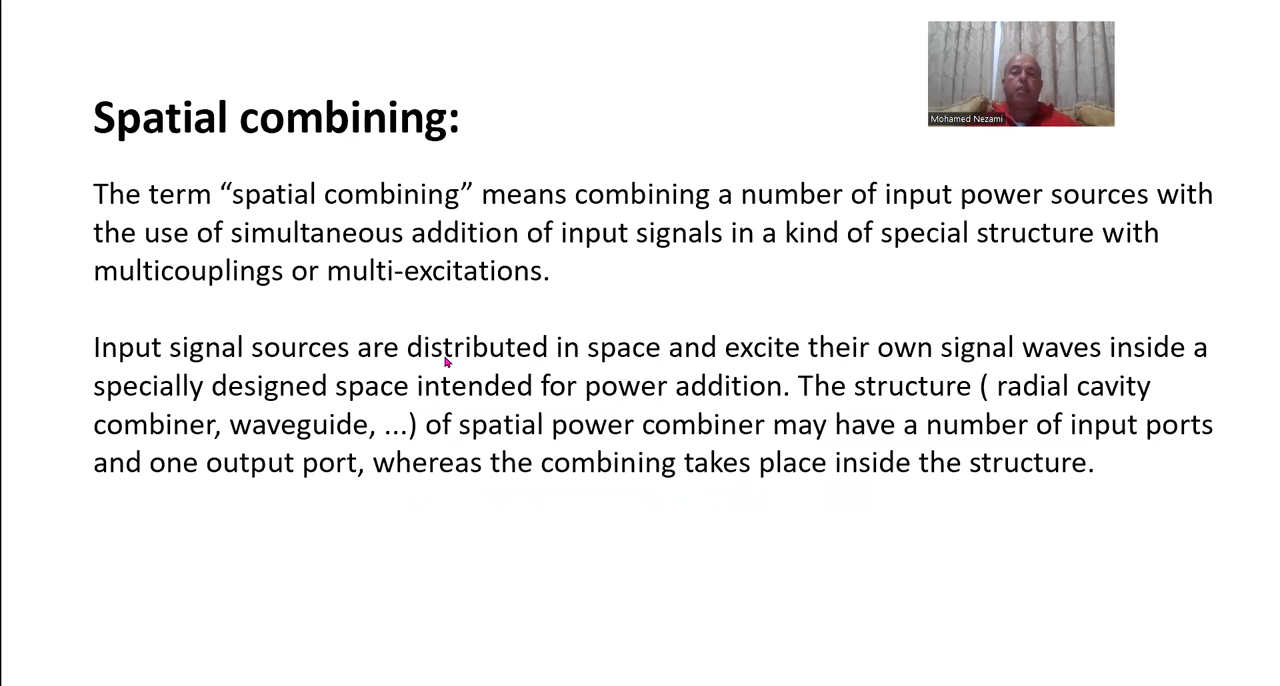 Mohamed Nezami
Spatial combining:
The term “spatial combining” means combining a number of input power sources with
the use of simultaneous addition of input signals in a kind of special structure with
multicouplings or multi-excitations.
Input signal sources are distributed in space and excite their own signal waves inside a
specially designed space intended for power addition. The structure ( radial cavity
combiner, waveguide, ...) of spatial power combiner may have a number of input ports
and one output port, whereas the combining takes place inside the structure.